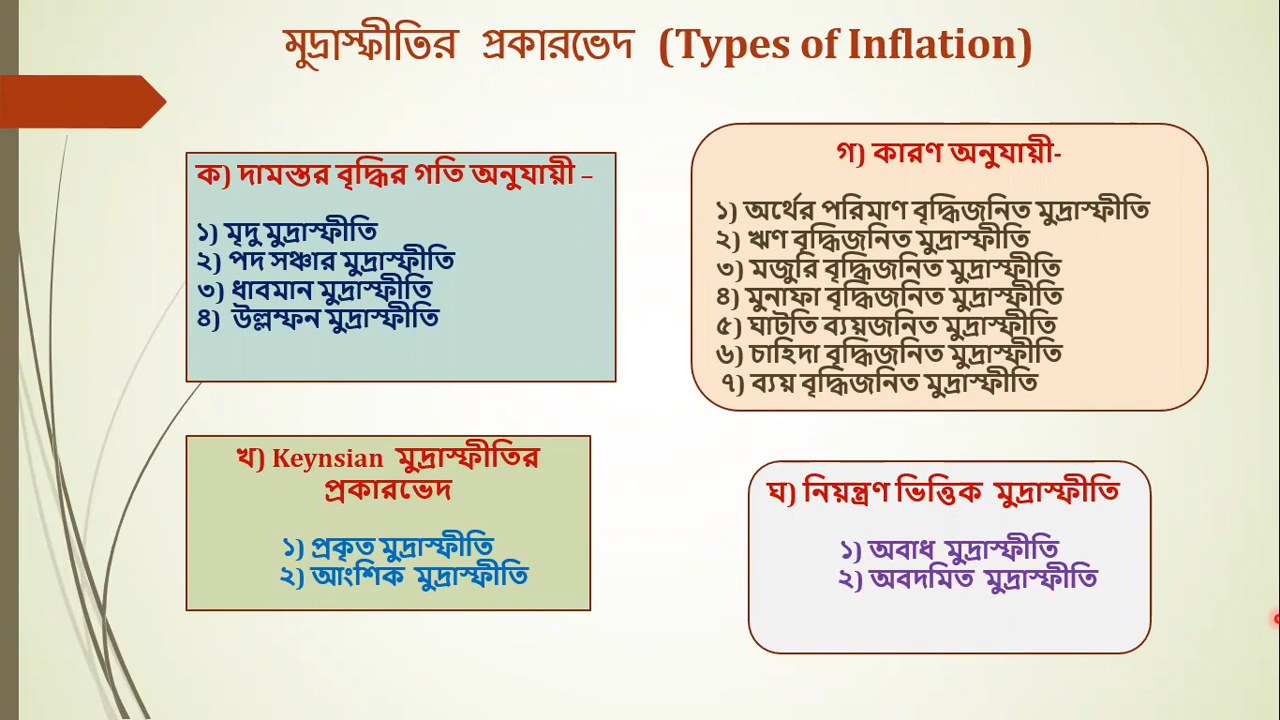 মুদ্রাস্ফীতির প্রকারভেদ (Types of Inflation)
ক) দামস্তর বৃদ্ধির গতি অনুযায়ী –
১) মৃদু মুদ্রাস্ফীতি
২) পদ সঞ্চার মুদ্রাস্ফীতি
৩) ধাবমান মুদ্রাস্ফীতি
৪) উল্লম্ফন মুদ্রাস্ফীতি
খ) Keynsian মুদ্রাস্ফীতির
প্রকারভেদ
১) প্রকৃত মুদ্রাস্ফীতি
২) আংশিক মুদ্রাস্ফীতি
গ) কারণ অনুযায়ী-
১) অর্থের পরিমাণ বৃদ্ধিজনিত মুদ্রাস্ফীতি
২) ঋণ বৃদ্ধিজনিত মুদ্রাস্ফীতি
৩) মজুরি বৃদ্ধিজনিত মুদ্রাস্ফীতি
৪) মুনাফা বৃদ্ধিজনিত মুদ্রাস্ফীতি
৫) ঘাটতি ব্যয়জনিত মুদ্রাস্ফীতি
৬) চাহিদা বৃদ্ধিজনিত মুদ্রাস্ফীতি
৭) ব্যয় বৃদ্ধিজনিত মুদ্রাস্ফীতি
ঘ) নিয়ন্ত্রণ ভিত্তিক মুদ্রাস্ফীতি
১) অবাধ মুদ্রাস্ফীতি
২) অবদমিত মুদ্রাস্ফীতি